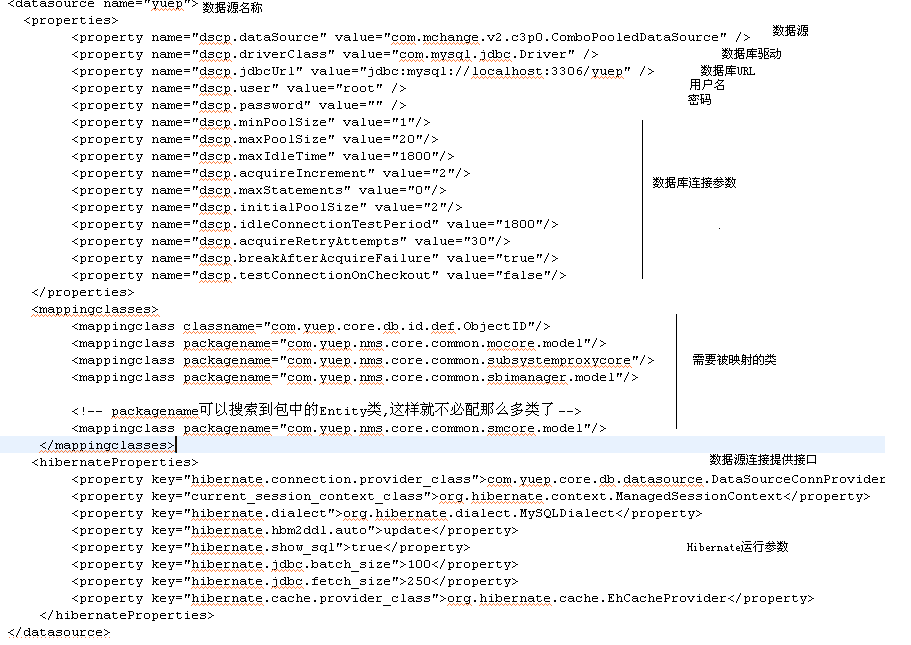 <datasource name="yuep"> 数据源名称
<properties>
<property name="dscp.dataSource" value="com.mchange.v2.c3p0.ComboPooledDataSource" /> 数据源
<property name="dscp.driverClass" value="com.mysql.jdbc.Driver" /> 数据库驱动
<property name="dscp.jdbcUrl" value="jdbc:mysql://localhost:3306/yuep" /> 数据库URL
<property name="dscp.user" value="root" /> 用户名
<property name="dscp.password" value="" /> 密码
<property name="dscp.minPoolSize" value="1"/>
<property name="dscp.maxPoolSize" value="20"/>
<property name="dscp.maxIdleTime" value="1800"/>
<property name="dscp.acquireIncrement" value="2"/>
<property name="dscp.maxStatements" value="0"/> 数据库连接参数
<property name="dscp.initialPoolSize" value="2"/>
<property name="dscp.idleConnectionTestPeriod" value="1800"/>
<property name="dscp.acquireRetryAttempts" value="30"/>
<property name="dscp.breakAfterAcquireFailure" value="true"/>
<property name="dscp.testConnectionOnCheckout" value="false"/>
</properties>
<mappingclasses>
<mappingclass classname="com.yuep.core.db.id.def.ObjectID"/>
<mappingclass packagename="com.yuep.nms.core.common.mocore.model"/>
<mappingclass packagename="com.yuep.nms.core.common.subsystemproxycore"/> 需要被映射的类
<mappingclass packagename="com.yuep.nms.core.common.sbimanager.model"/>
<!-- packagename可以搜索到包中的Entity类,这样就不必配那么多类了 -->
<mappingclass packagename="com.yuep.nms.core.common.smcore.model"/>
</mappingclasses>
<hibernateProperties> 数据源连接提供接口
<property key="hibernate.connection.provider_class">com.yuep.core.db.datasource.DataSourceConnProvider
<property key="current_session_context_class">org.hibernate.context.ManagedSessionContext</property>
<property key="hibernate.dialect">org.hibernate.dialect.MySQLDialect</property>
<property key="hibernate.hbm2ddl.auto">update</property>
<property key="hibernate.show_sql">true</property> Hibernate运行参数
<property key="hibernate.jdbc.batch_size">100</property>
<property key="hibernate.jdbc.fetch_size">250</property>
<property key="hibernate.cache.provider_class">org.hibernate.cache.EhCacheProvider</property>
</hibernateProperties>
</datasource>